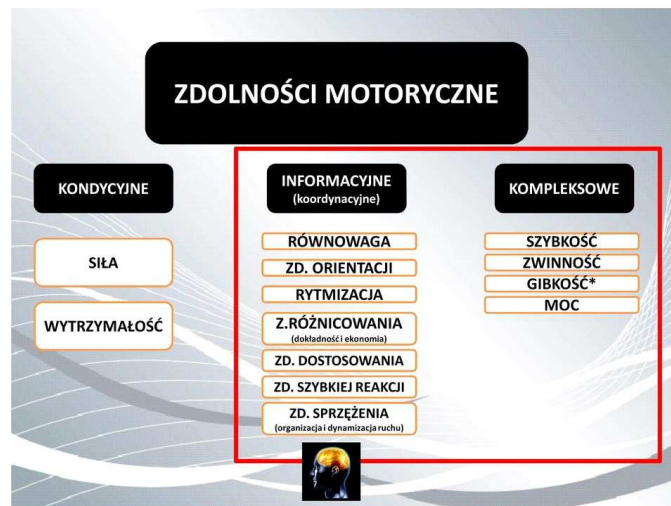 ZDOLNOŚCI MOTORYCZNE
KONDYCYJNE
SIŁA
WYTRZYMAŁOŚĆ
INFORMACYJNE
(koordynacyjne)
RÓWNOWAGA
ZD. ORIENTACJI
RYTMIZACJA
Z.RÓŻNICOWANIA
(dokładność i ekonomia)
ZD. DOSTOSOWANIA
ZD. SZYBKIEJ REAKCJI
ZD. SPRZĘŻENIA
(organizacja i dynamizacja ruchu)
KOMPLEKSOWE
SZYBKOŚĆ
ZWINNOŚĆ
GIBKOŚĆ*
MOC